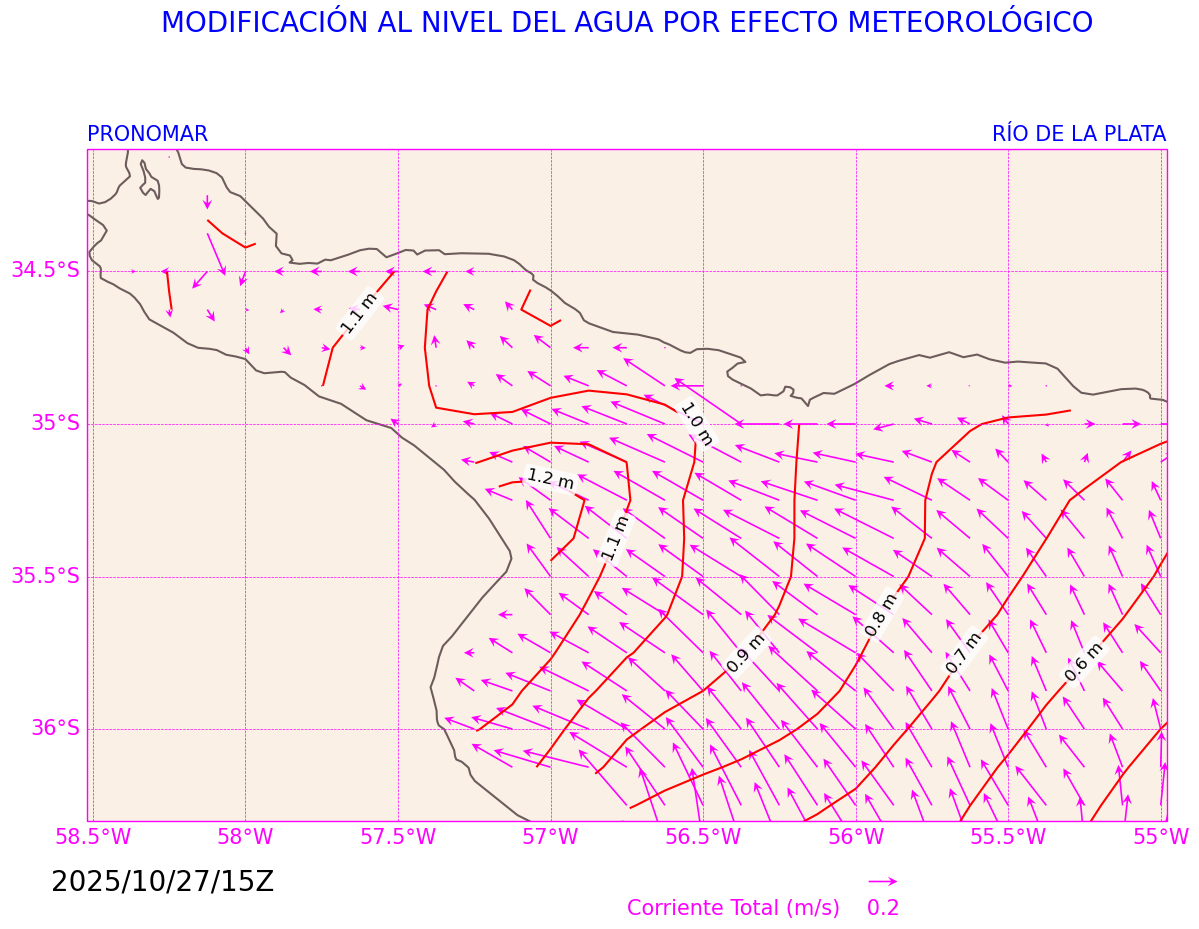 MODIFICACIÓN AL NIVEL DEL AGUA POR EFECTO METEOROLÓGICO
PRONOMAR
RÍO DE LA PLATA
34.5°S
1.1 m
35°S
1.0 m
1.2 m
1.1 m
35.5°S
0.8 m
0.9 m
0.7 m
0.6 m
36°S
58.5°W 58°W 57.5°W 57°W 56.5°W 56°W 55.5°W 55°W
2025/10/27/15Z
Corriente Total (m/s) 0.2